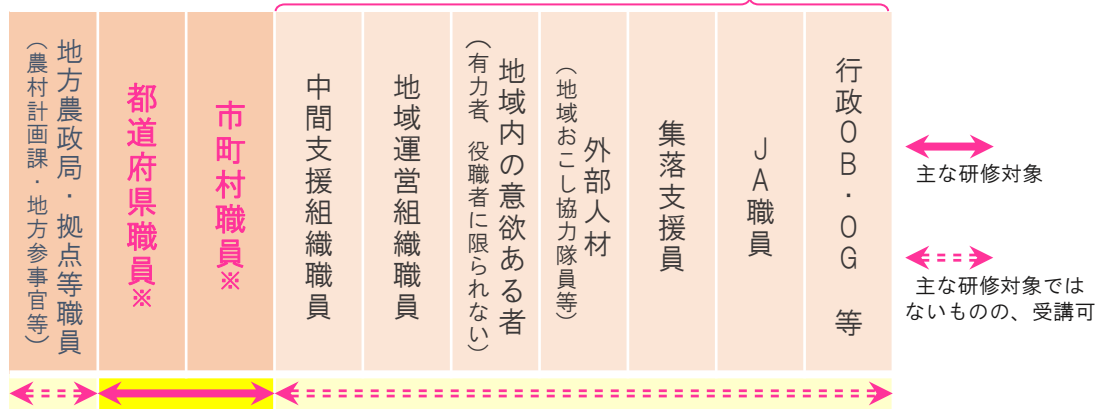 地方農政局・拠点等職員
（農村計画課・地方参事官等）
都道府県職員※
市町村職員※
中間支援組織職員
地域運営組織職員
地域内の意欲ある者
（有力者、役職者に限られない）
外部人材
（地域おこし協力隊員等）
集落支援員
ＪＡ職員
行政ＯＢ・ＯＧ　等
主な研修対象
主な研修対象では
ないものの、受講可